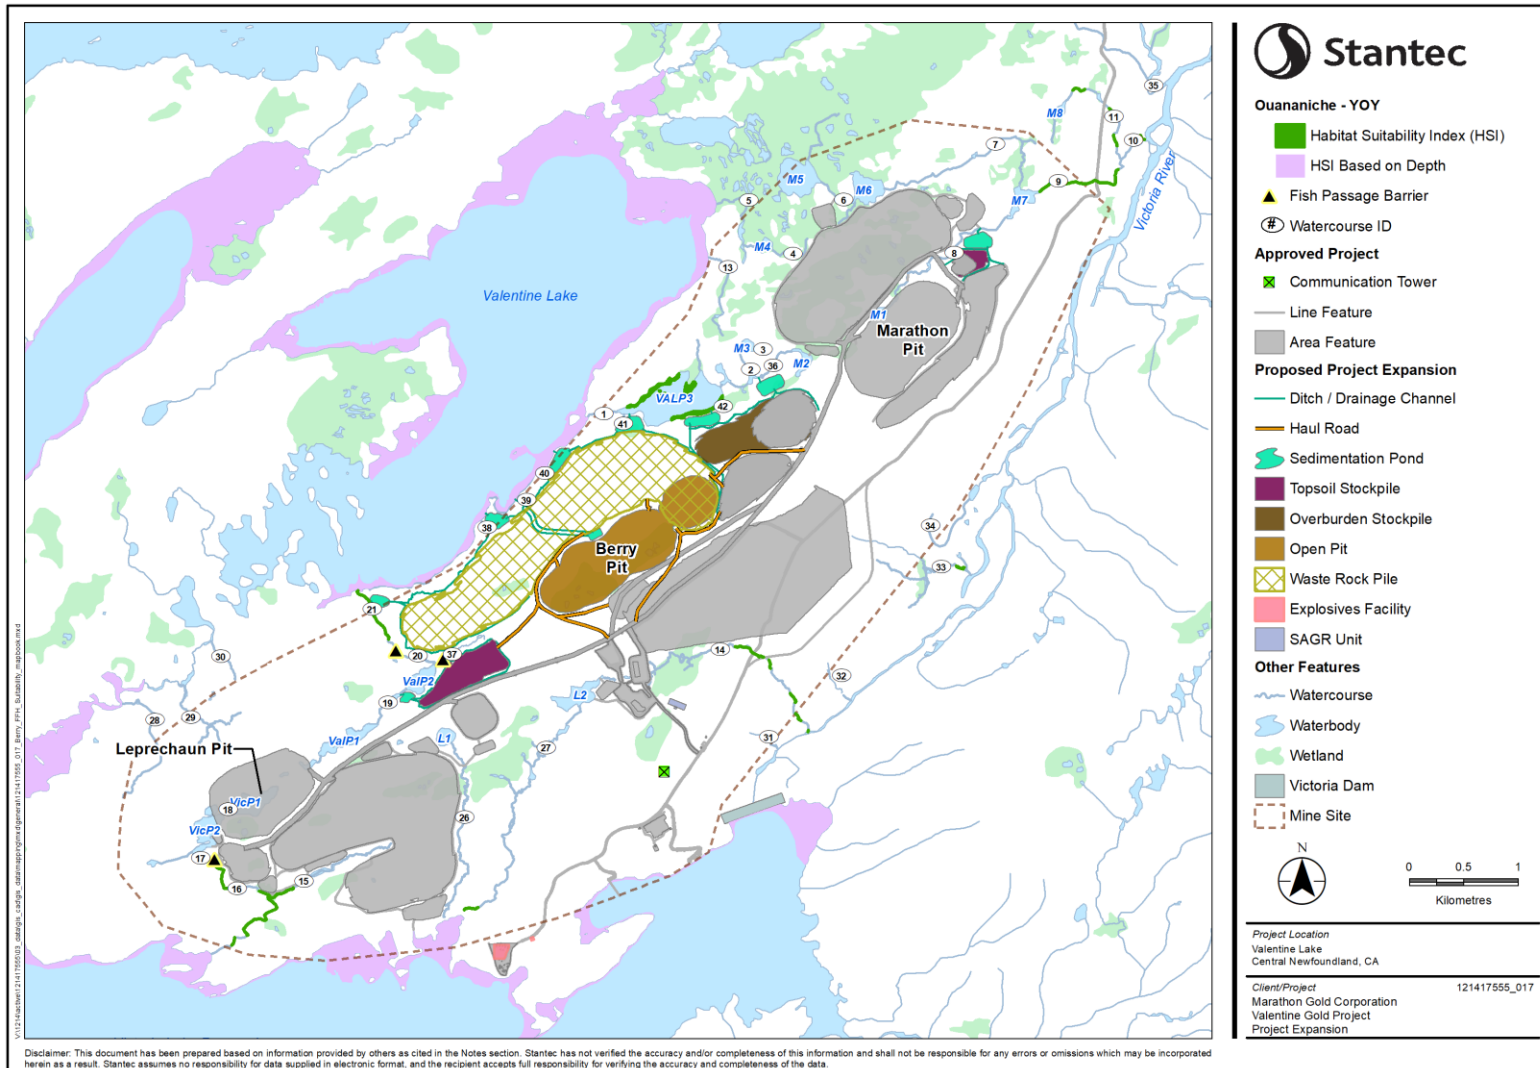 Stantec
Ouananiche - YOY
Habitat Suitability Index (HSI)
HSI Based on Depth
Fish Passage Barrier
# Watercourse ID
Approved Project
Communication Tower
Line Feature
Area Feature
Proposed Project Expansion
Ditch / Drainage Channel
Haul Road
Sedimentation Pond
Topsoil Stockpile
Overburden Stockpile
Open Pit
Waste Rock Pile
Explosives Facility
SAGR Unit
Other Features
Watercourse
Waterbody
Wetland
Victoria Dam
Mine Site
N
0 0.5 1
Kilometres
Project Location
Valentine Lake
Central Newfoundland, CA
Client/Project 121417555_017
Marathon Gold Corporation
Valentine Gold Project
Project Expansion
35
M8
11
10
7
Victoria River
M5
M6
9
5
6
M7
M4
4
8
13
Valentine Lake
M1
Marathon
Pit
M3
3
2
36
M2
VALP3
1
42
41
40
39
38
34
Berry
Pit
33
21
20
37
30
14
ValP2
32
19
L2
28
29
ValP1
L1
27
31
Leprechaun Pit
18
VicP1
VicP2
26
17
16
15
Disclaimer: This document has been prepared based on information provided by others as cited in the Notes section. Stantec has not verified the accuracy and/or completeness of this information and shall not be responsible for any errors or omissions which may be incorporated
herein as a result. Stantec assumes no responsibility for data supplied in electronic format, and the recipient accepts full responsibility for verifying the accuracy and completeness of the data.